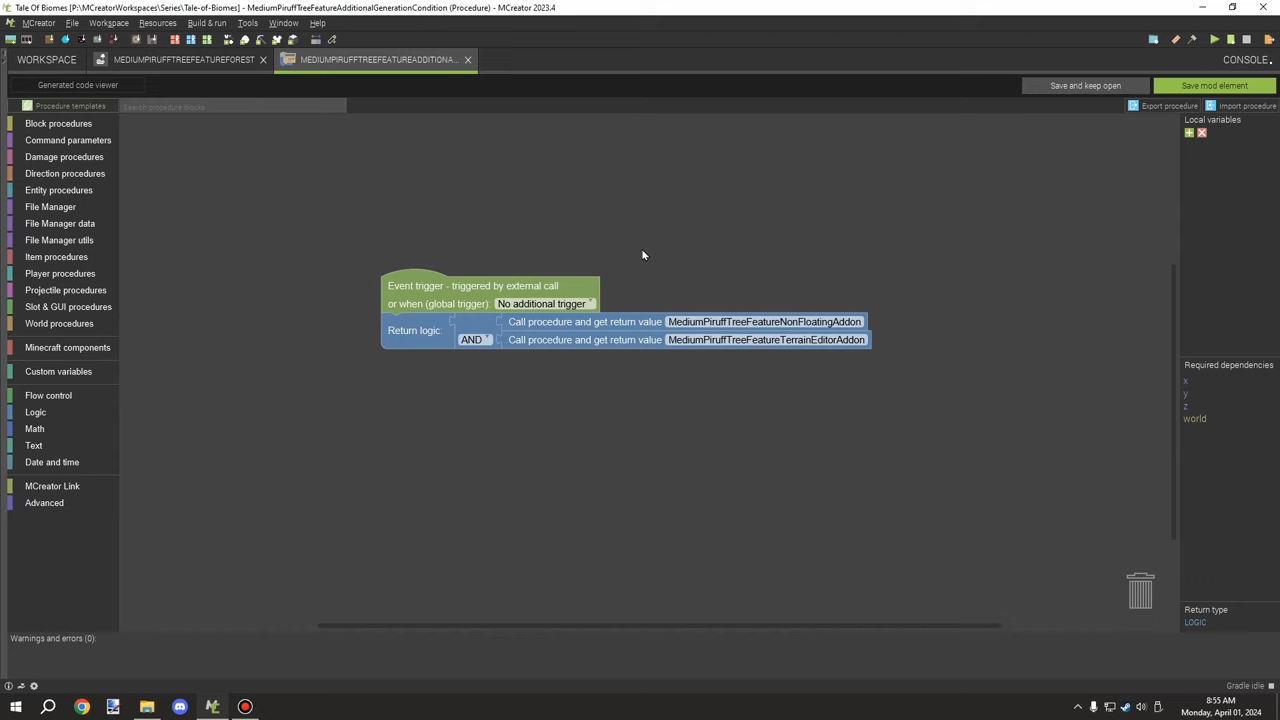 Tale Of Biomes [P:\MCreatorWorkspaces\Series\Tale-of-Biomes] - MediumPiruffTreeFeatureAdditionalGenerationCondition (Procedure) - MCreator 2023.4
MCreator File Workspace Resources Build & run Tools Window Help
WORKSPACE MEDIUMPIRUFFTREEFEATUREFOREST MEDIUMPIRUFFTREEFEATUREADDITIONA... CONSOLE
Generated code viewer Save and keep open Save mod element
Procedure templates Search procedure blocks Export procedure Import procedure
Block procedures
Command parameters
Damage procedures
Direction procedures
Entity procedures
File Manager
File Manager data
File Manager utils
Item procedures
Player procedures
Projectile procedures
Slot & GUI procedures
World procedures
Minecraft components
Custom variables
Flow control
Logic
Math
Text
Date and time
MCreator Link
Advanced
Event trigger - triggered by external call
or when (global trigger): No additional trigger
Return logic: Call procedure and get return value MediumPiruffTreeFeatureNonFloatingAddon
AND Call procedure and get return value MediumPiruffTreeFeatureTerrainEditorAddon
Local variables
Required dependencies
x
y
z
world
Return type
LOGIC
Warnings and errors (0):
Gradle idle
8:55 AM
Monday, April 01, 2024